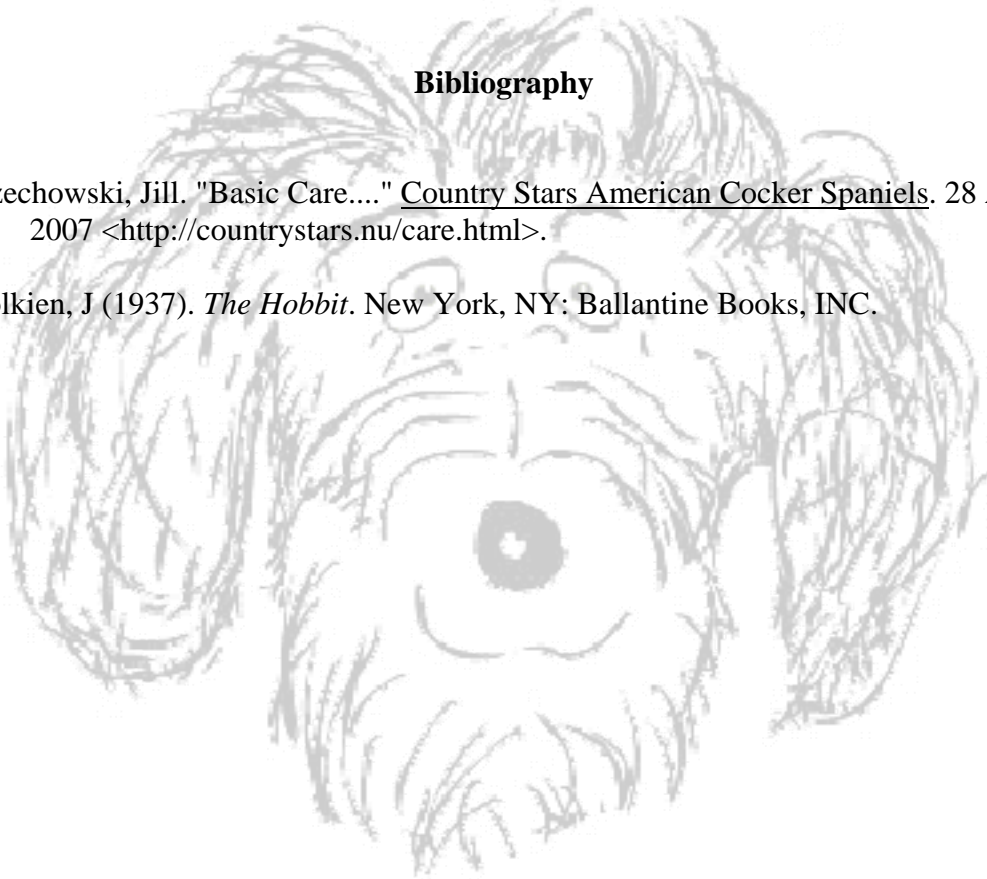 Bibliography
zechowski, Jill. "Basic Care...." Country Stars American Cocker Spaniels. 28
2007 <http://countrystars.nu/care.html>.
olkien, J (1937). The Hobbit. New York, NY: Ballantine Books, INC.